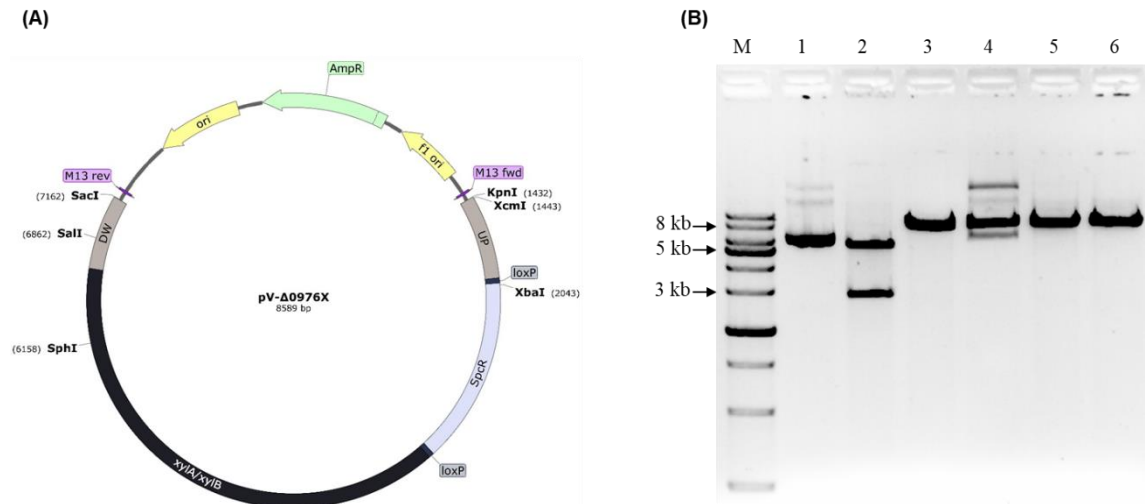 (A)
AmpR
ori
f1 ori
M13 rev
M13 fwd
(7162) SacI
KpnI (1432)
XcmI (1443)
DW
UP
(6862) SalI
loxP
XbaI (2043)
pV-Δ0976X
8589 bp
(6158) SphI
SpcR
xylA/xylB
loxP
(B)
M 1 2 3 4 5 6
8 kb
5 kb
3 kb